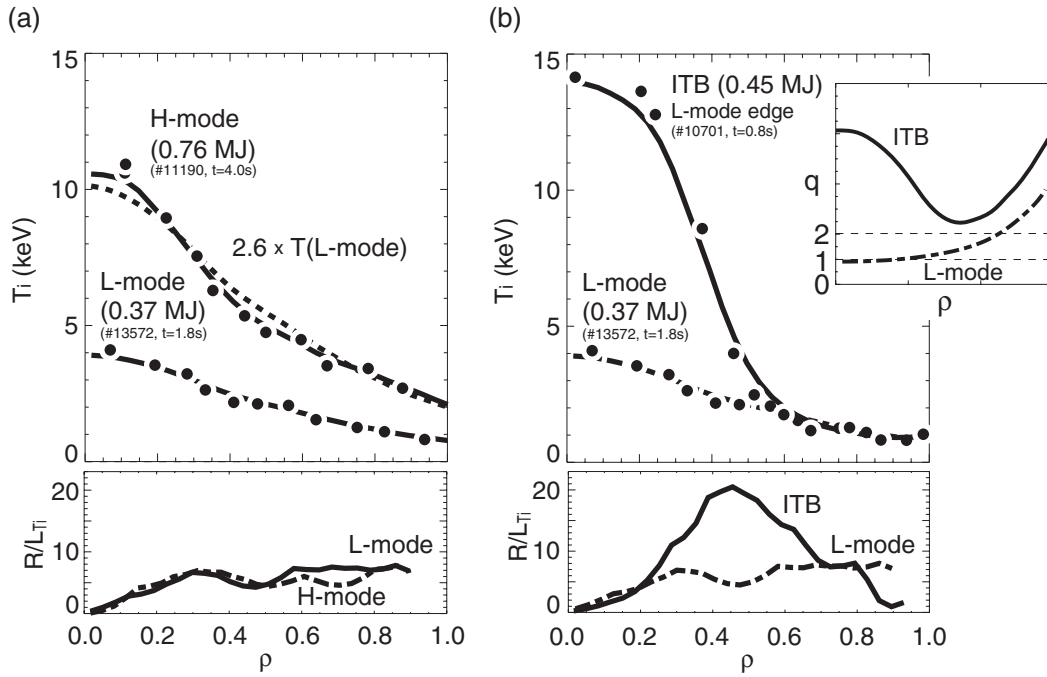 (a)
15
10
5
0
Ti (keV)
H-mode
(0.76 MJ)
(#11190, t=4.0s)
2.6 × T(L-mode)
L-mode
(0.37 MJ)
(#13572, t=1.8s)
20
10
0
R/LTi
L-mode
H-mode
0.0 0.2 0.4 0.6 0.8 1.0
ρ
(b)
15
10
5
0
Ti (keV)
ITB (0.45 MJ)
L-mode edge
(#10701, t=0.8s)
L-mode
(0.37 MJ)
(#13572, t=1.8s)
ITB
q
2
1
0
L-mode
ρ
20
10
0
R/LTi
ITB
L-mode
0.0 0.2 0.4 0.6 0.8 1.0
ρ